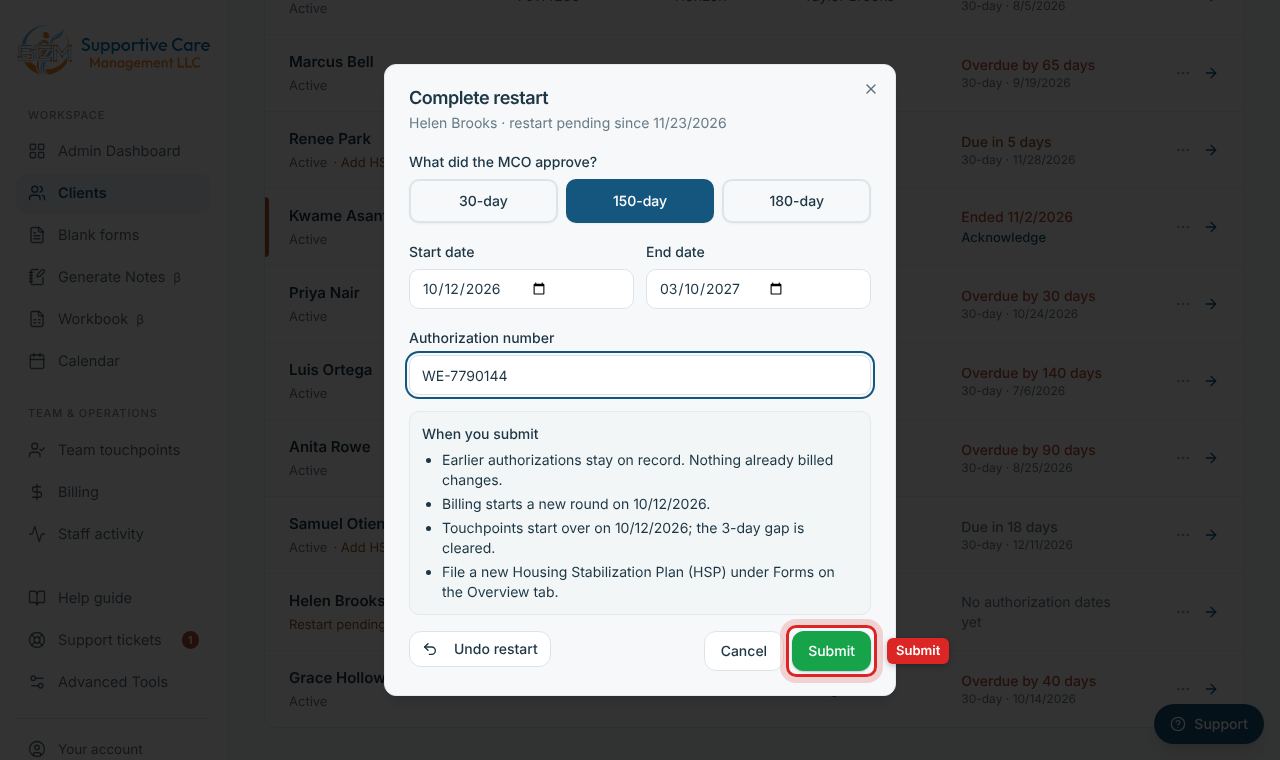 Supportive Care
Management LLC
WORKSPACE
Admin Dashboard
Clients
Blank forms
Generate Notes β
Workbook β
Calendar
TEAM & OPERATIONS
Team touchpoints
Billing
Staff activity
Help guide
Support tickets 1
Advanced Tools
Your account
Active
30-day · 8/5/2026
Marcus Bell
Active
Overdue by 65 days
30-day · 9/19/2026
Renee Park
Active · Add HS
Due in 5 days
30-day · 11/28/2026
Kwame Asan
Active
Ended 11/2/2026
Acknowledge
Priya Nair
Active
Overdue by 30 days
30-day · 10/24/2026
Luis Ortega
Active
Overdue by 140 days
30-day · 7/6/2026
Anita Rowe
Active
Overdue by 90 days
30-day · 8/25/2026
Samuel Otien
Active · Add HS
Due in 18 days
30-day · 12/11/2026
Helen Brooks
Restart pending
No authorization dates
yet
Grace Hollow
Active
Overdue by 40 days
30-day · 10/14/2026
Complete restart
Helen Brooks · restart pending since 11/23/2026
What did the MCO approve?
30-day 150-day 180-day
Start date End date
10/12/2026 03/10/2027
Authorization number
WE-7790144
When you submit
• Earlier authorizations stay on record. Nothing already billed
changes.
• Billing starts a new round on 10/12/2026.
• Touchpoints start over on 10/12/2026; the 3-day gap is
cleared.
• File a new Housing Stabilization Plan (HSP) under Forms on
the Overview tab.
Undo restart Cancel Submit Submit
Support